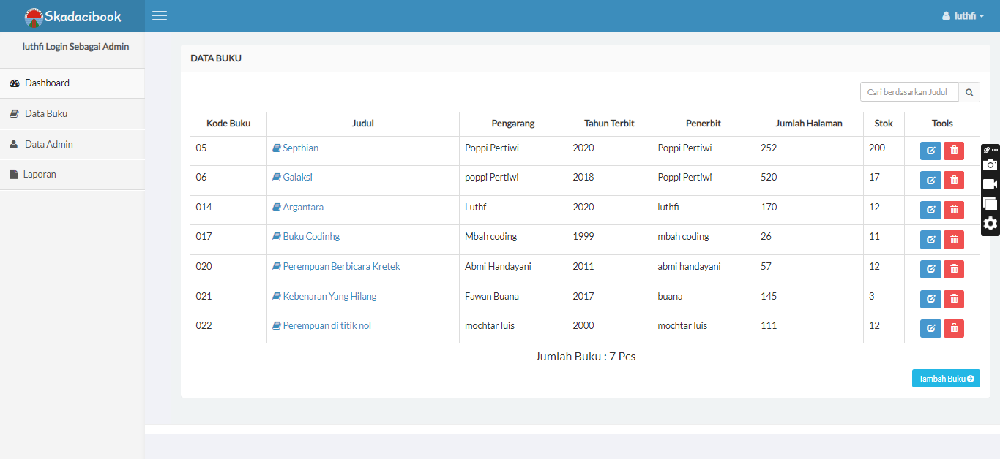 Skadacibook
luthfi
luthfi Login Sebagai Admin
Dashboard
Data Buku
Data Admin
Laporan
DATA BUKU
Cari berdasarkan Judul
Kode Buku Judul Pengarang Tahun Terbit Penerbit Jumlah Halaman Stok Tools
05 Septhian Poppi Pertiwi 2020 Poppi Pertiwi 252 200
06 Galaksi poppi Pertiwi 2018 Poppi Pertiwi 520 17
014 Argantara Luthf 2020 luthfi 170 12
017 Buku Codinhg Mbah coding 1999 mbah coding 26 11
020 Perempuan Berbicara Kretek Abmi Handayani 2011 abmi handayani 57 12
021 Kebenaran Yang Hilang Fawan Buana 2017 buana 145 3
022 Perempuan di titik nol mochtar luis 2000 mochtar luis 111 12
Jumlah Buku : 7 Pcs
Tambah Buku